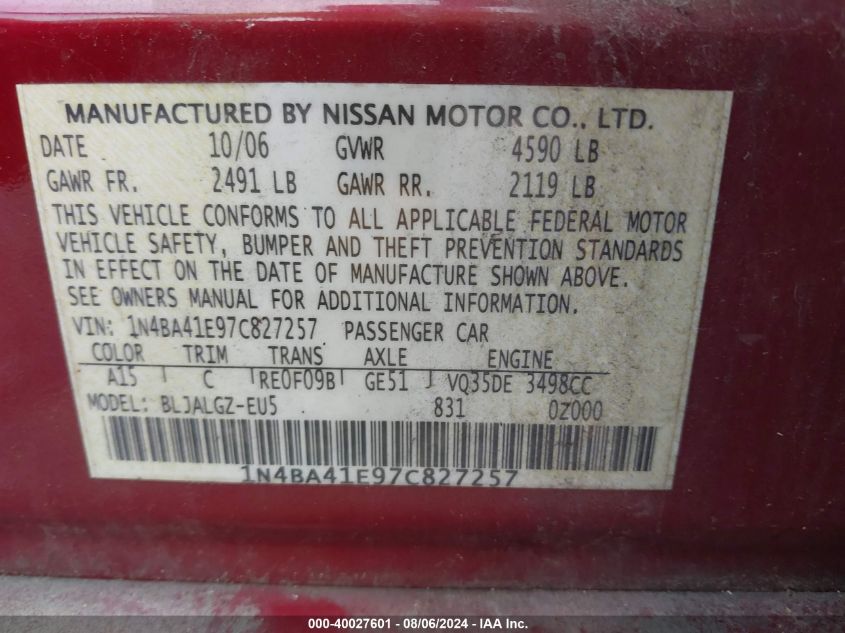 MANUFACTURED BY NISSAN MOTOR CO., LTD.
DATE 10/06 GVWR 4590 LB
GAWR FR. 2491 LB GAWR RR. 2119 LB
THIS VEHICLE CONFORMS TO ALL APPLICABLE FEDERAL MOTOR
VEHICLE SAFETY, BUMPER AND THEFT PREVENTION STANDARDS
IN EFFECT ON THE DATE OF MANUFACTURE SHOWN ABOVE.
SEE OWNERS MANUAL FOR ADDITIONAL INFORMATION.
VIN: 1N4BA41E97C827257 PASSENGER CAR
COLOR TRIM TRANS AXLE ENGINE
A15 C RE0F09B GE51 VQ35DE 3498CC
MODEL: BLJALGZ-EU5 831 0Z000
1N4BA41E97C827257
000-40027601 - 08/06/2024 - IAA Inc.